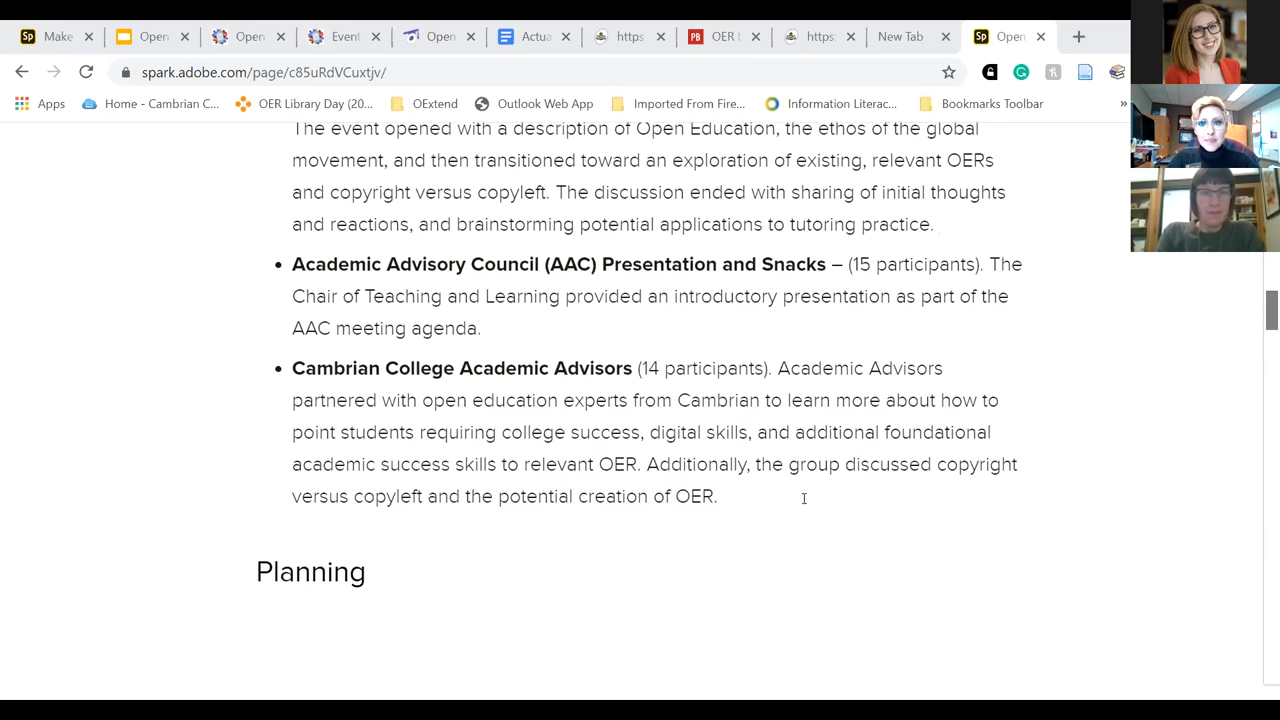 Make
Open
Open
Event
Open
Actua
https
OER b
https:
New Tab
Open
spark.adobe.com/page/c85uRdVCuxtjv/
Apps
Home - Cambrian C...
OER Library Day (20...
OExtend
Outlook Web App
Imported From Fire...
Information Literac...
Bookmarks Toolbar
»
The event opened with a description of Open Education, the ethos of the global
movement, and then transitioned toward an exploration of existing, relevant OERs
and copyright versus copyleft. The discussion ended with sharing of initial thoughts
and reactions, and brainstorming potential applications to tutoring practice.
• Academic Advisory Council (AAC) Presentation and Snacks – (15 participants). The
Chair of Teaching and Learning provided an introductory presentation as part of the
AAC meeting agenda.
• Cambrian College Academic Advisors (14 participants). Academic Advisors
partnered with open education experts from Cambrian to learn more about how to
point students requiring college success, digital skills, and additional foundational
academic success skills to relevant OER. Additionally, the group discussed copyright
versus copyleft and the potential creation of OER.
Planning